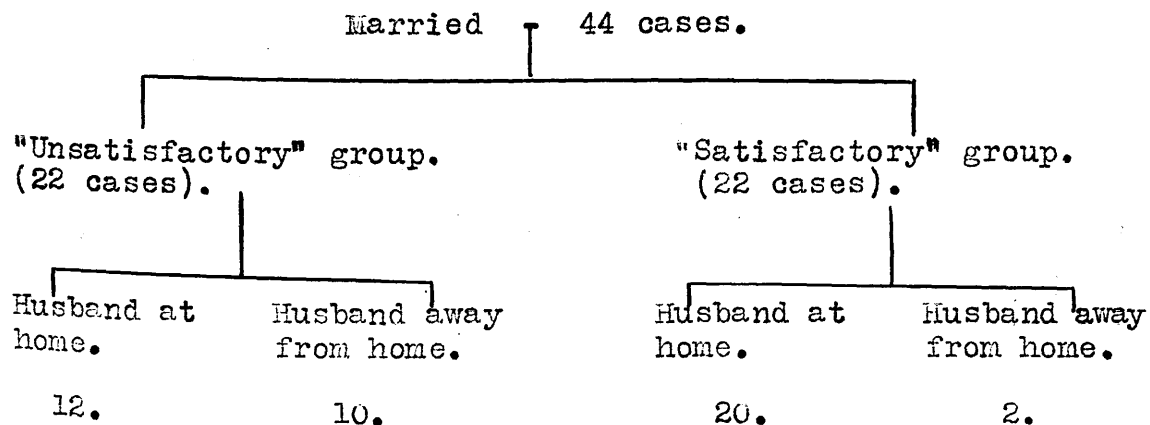 Married - 44 cases.
"Unsatisfactory" group.
(22 cases).
"Satisfactory" group.
(22 cases).
Husband at
home.
Husband away
from home.
Husband at
home.
Husband away
from home.
12.
10.
20.
2.